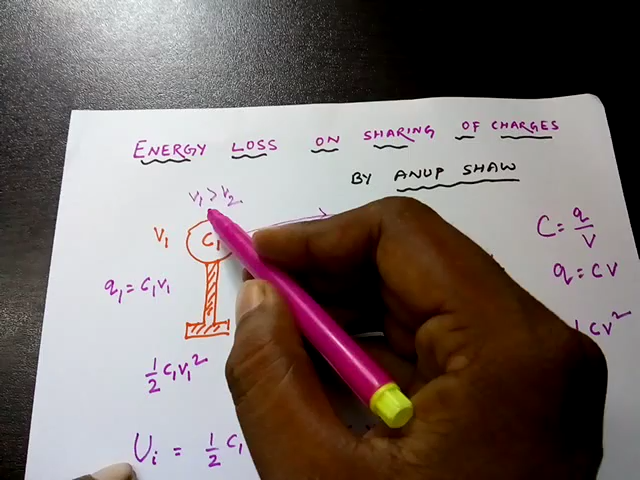 ENERGY LOSS ON SHARING OF CHARGES
BY ANUP SHAW
V₁ > V₂
V₁
C₁
q₁ = C₁V₁
½ C₁V₁²
Uᵢ = ½ C₁
C = q/V
q = CV
CV²